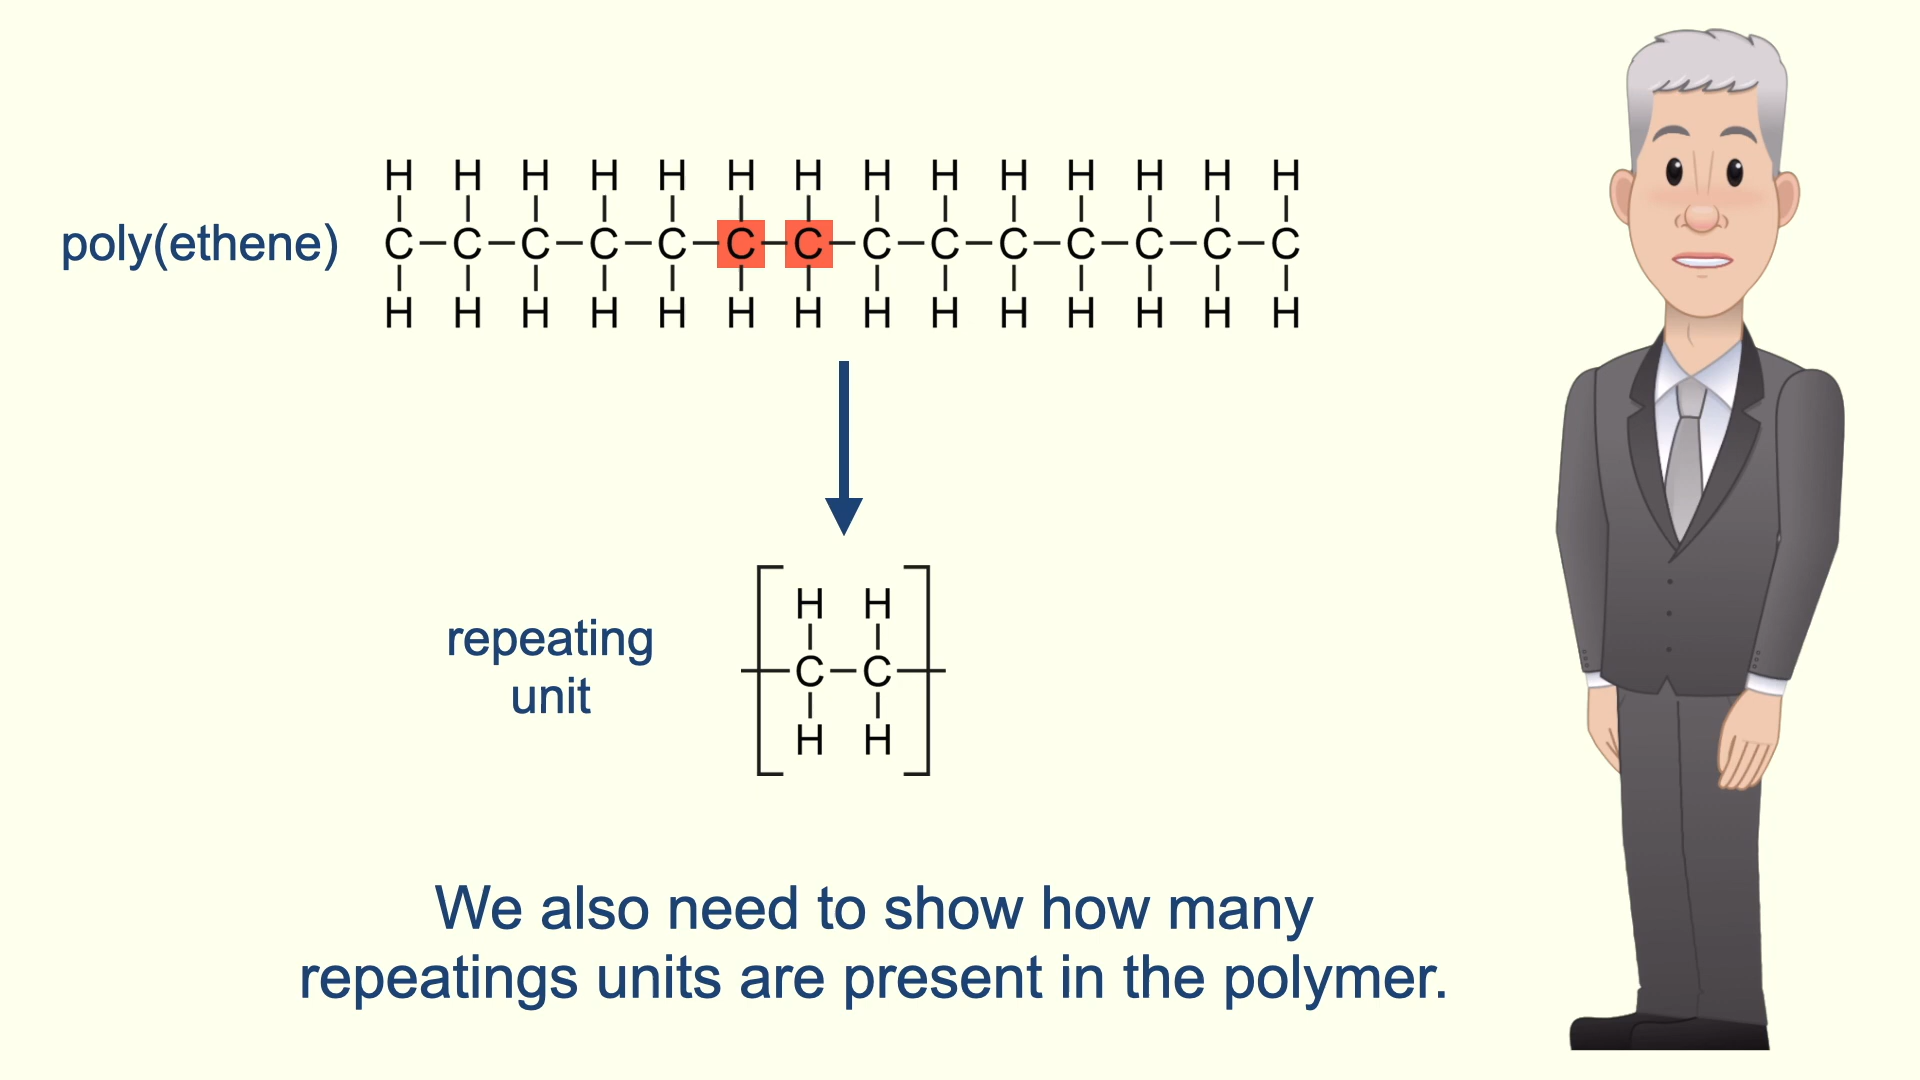 H H H H H H H H H H H H H H
poly(ethene) C C C C C C C C C C C C C C
H H H H H H H H H H H H H H
H H
repeating
C C
unit
H H
We also need to show how many
repeatings units are present in the polymer.